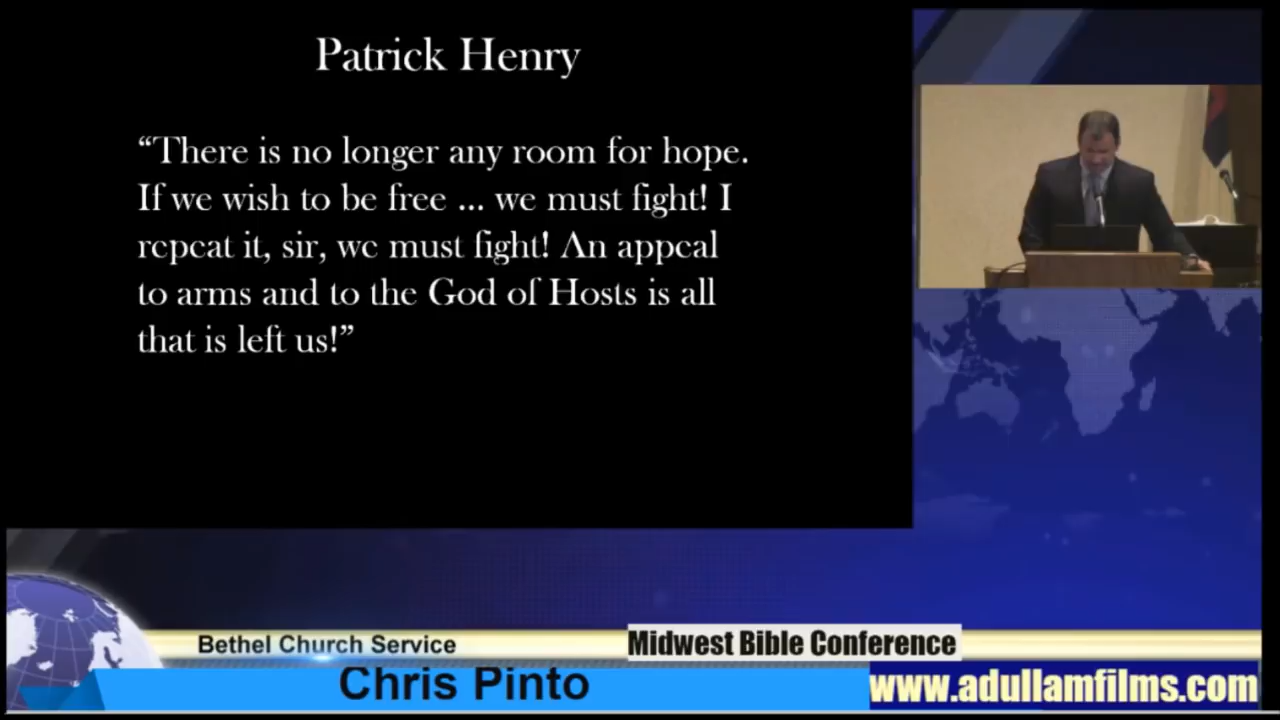 Patrick Henry
“There is no longer any room for hope.
If we wish to be free ... we must fight! I
repeat it, sir, we must fight! An appeal
to arms and to the God of Hosts is all
that is left us!”
Bethel Church Service
Midwest Bible Conference
Chris Pinto
www.adullamfilms.com